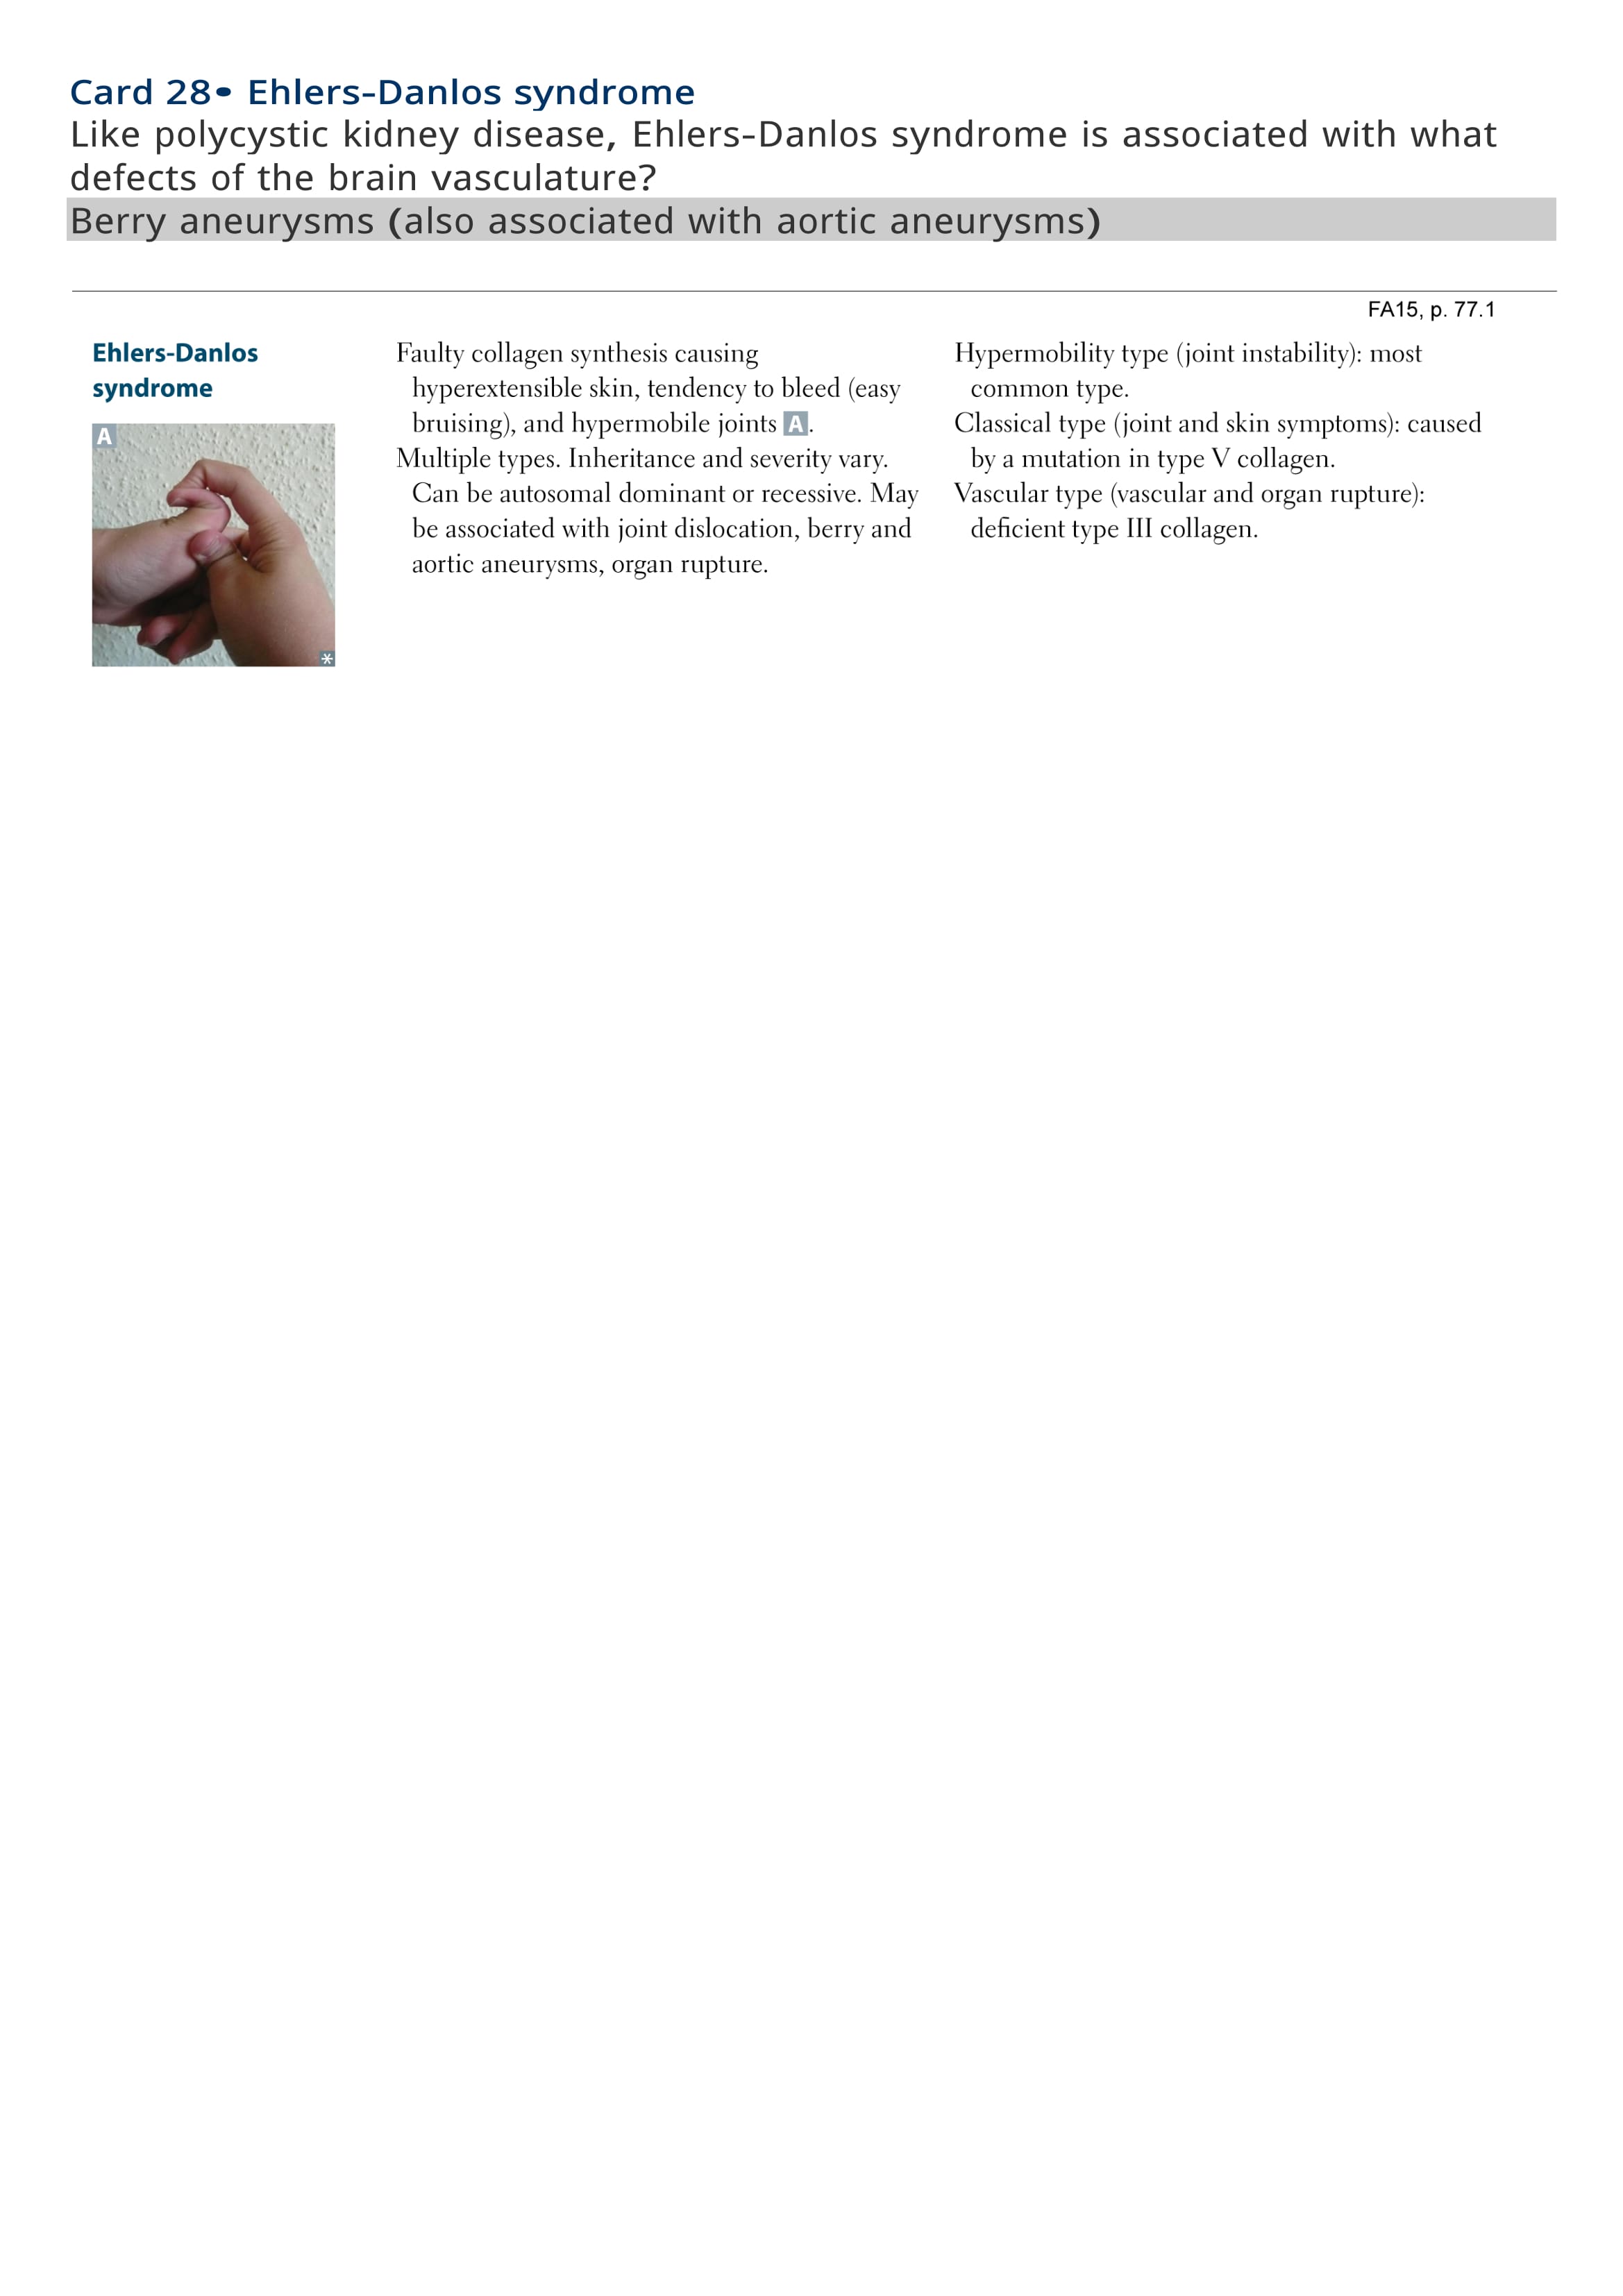 Card 28• Ehlers-Danlos syndrome
Like polycystic kidney disease, Ehlers-Danlos syndrome is associated with what
defects of the brain vasculature?
Berry aneurysms (also associated with aortic aneurysms)
FA15, p. 77.1
Ehlers-Danlos
syndrome
A
*
Faulty collagen synthesis causing
hyperextensible skin, tendency to bleed (easy
bruising), and hypermobile joints A.
Multiple types. Inheritance and severity vary.
Can be autosomal dominant or recessive. May
be associated with joint dislocation, berry and
aortic aneurysms, organ rupture.
Hypermobility type (joint instability): most
common type.
Classical type (joint and skin symptoms): caused
by a mutation in type V collagen.
Vascular type (vascular and organ rupture):
deficient type III collagen.